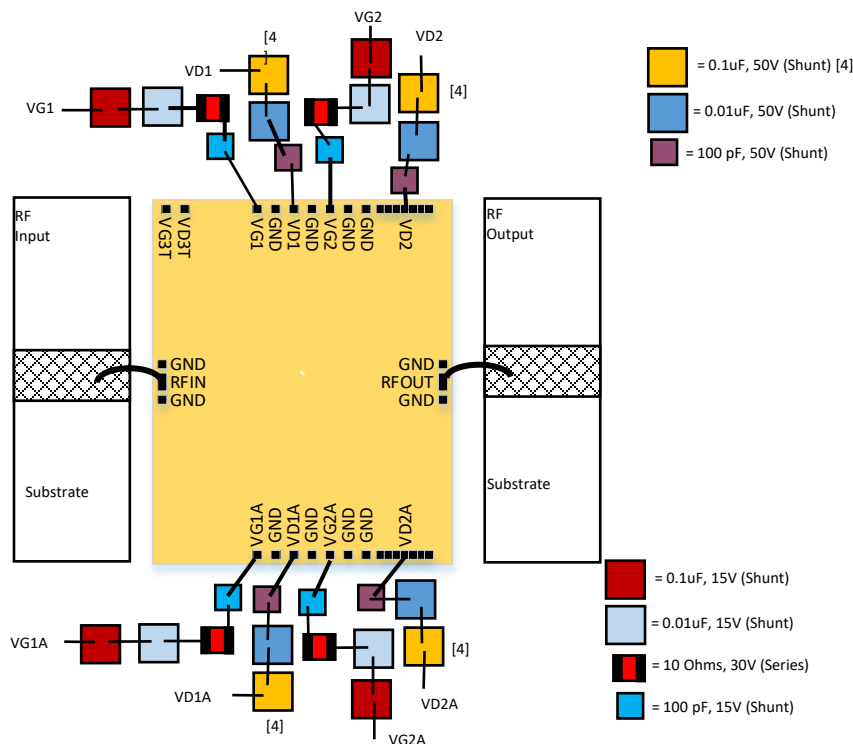 VG1
VD1
[4
]
VG2
VD2
[4]
= 0.1uF, 50V (Shunt) [4]
= 0.01uF, 50V (Shunt)
= 100 pF, 50V (Shunt)
RF
Input
Substrate
VG3T
VD3T
VG1
GND
VD1
GND
VG2
GND
GND
VD2
GND
RFIN
GND
GND
RFOUT
GND
RF
Output
Substrate
VG1A
GND
VD1A
GND
VG2A
GND
GND
VD2A
VG1A
VD1A
[4]
VG2A
VD2A
[4]
= 0.1uF, 15V (Shunt)
= 0.01uF, 15V (Shunt)
= 10 Ohms, 30V (Series)
= 100 pF, 15V (Shunt)